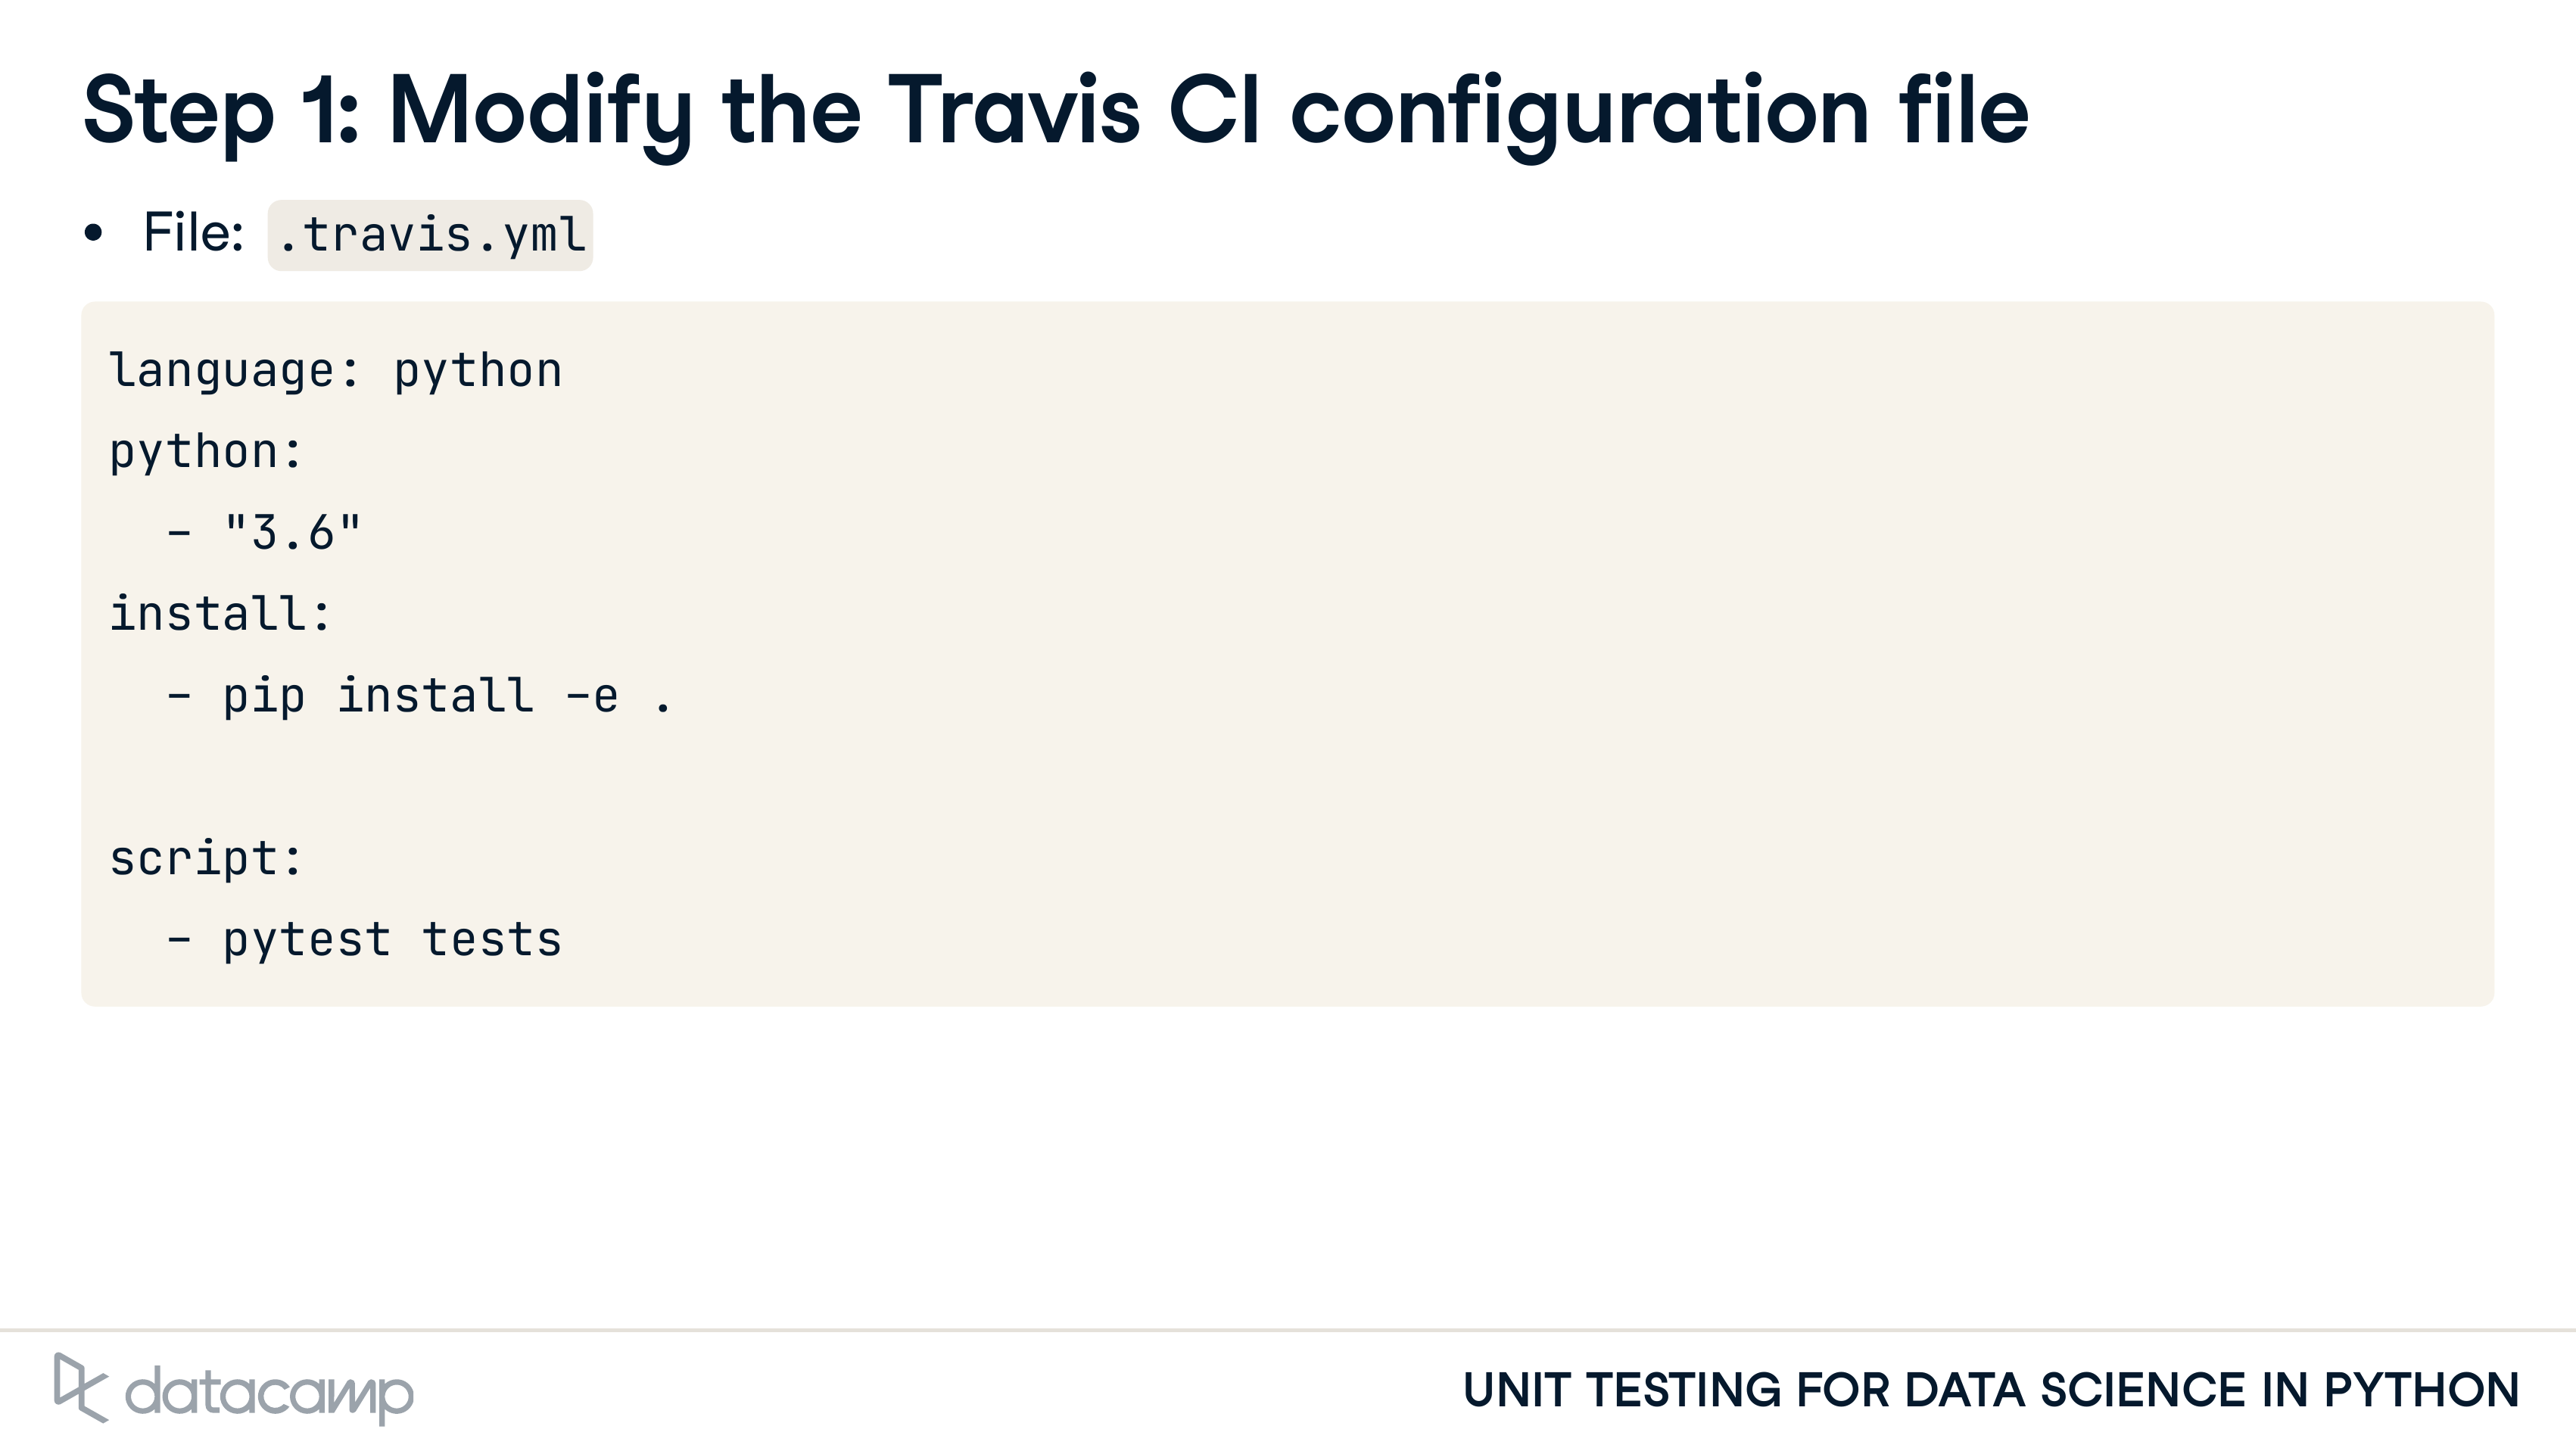 Step 1: Modify the Travis CI configuration file
• File: .travis.yml
language: python
python:
  - "3.6"
install:
  - pip install -e .
script:
  - pytest tests
datacamp
UNIT TESTING FOR DATA SCIENCE IN PYTHON